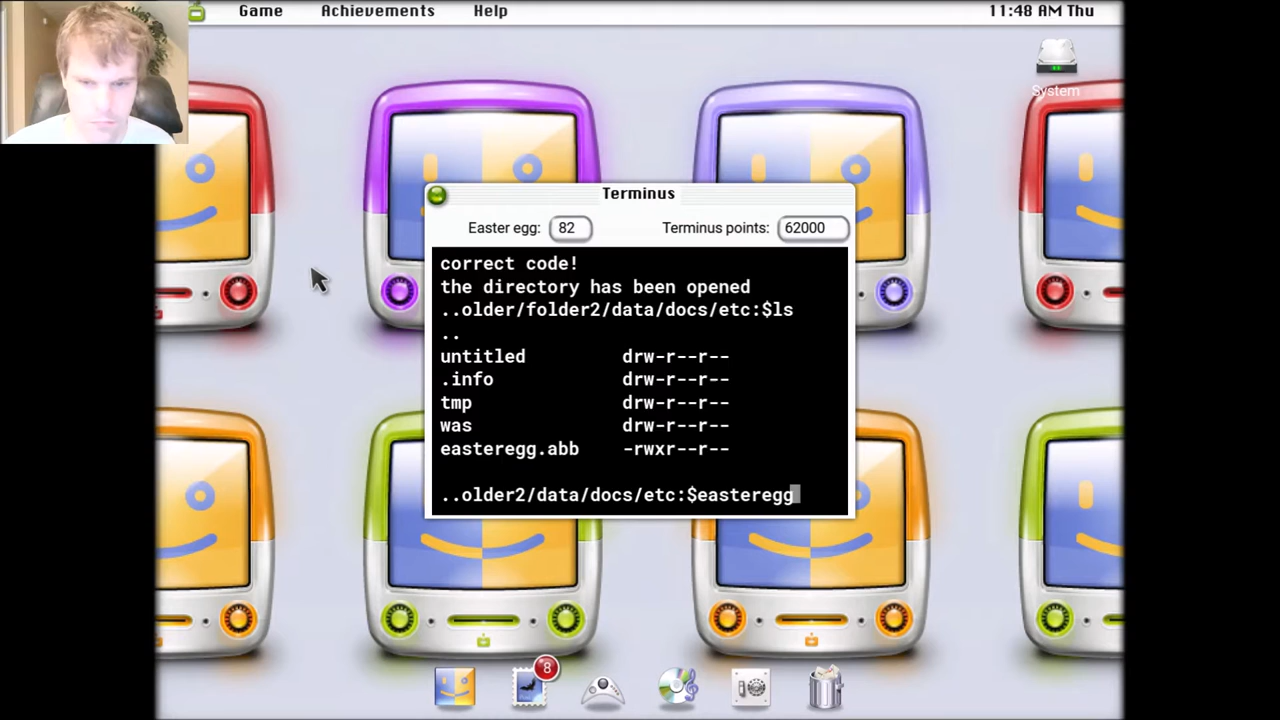 Game Achievements Help 11:48 AM Thu
System
Terminus
Easter egg: 82 Terminus points: 62000
correct code!
the directory has been opened
..older/folder2/data/docs/etc:$ls
..
untitled drw-r--r--
.info drw-r--r--
tmp drw-r--r--
was drw-r--r--
easteregg.abb -rwxr--r--
..older2/data/docs/etc:$easteregg
8